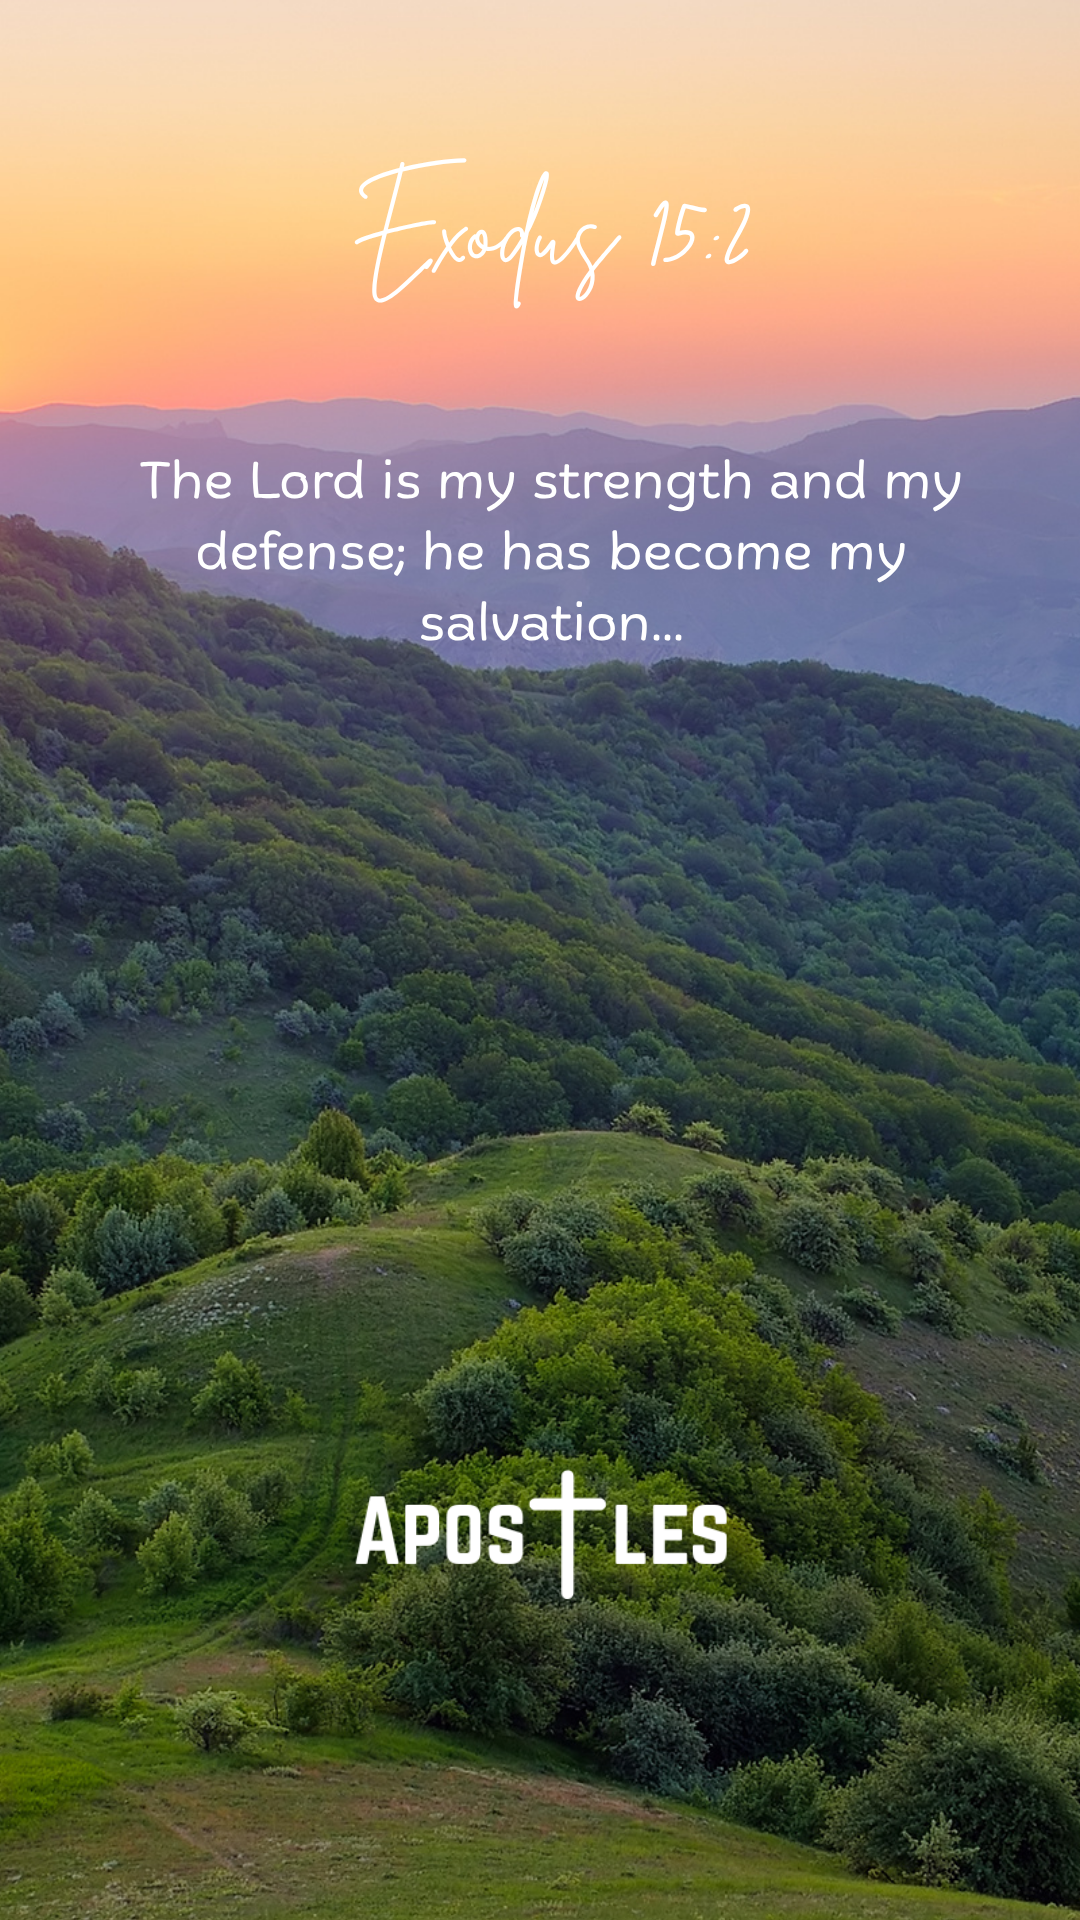 Exodus 15:2
The Lord is my strength and my
defense; he has become my
salvation...
APOSTLES